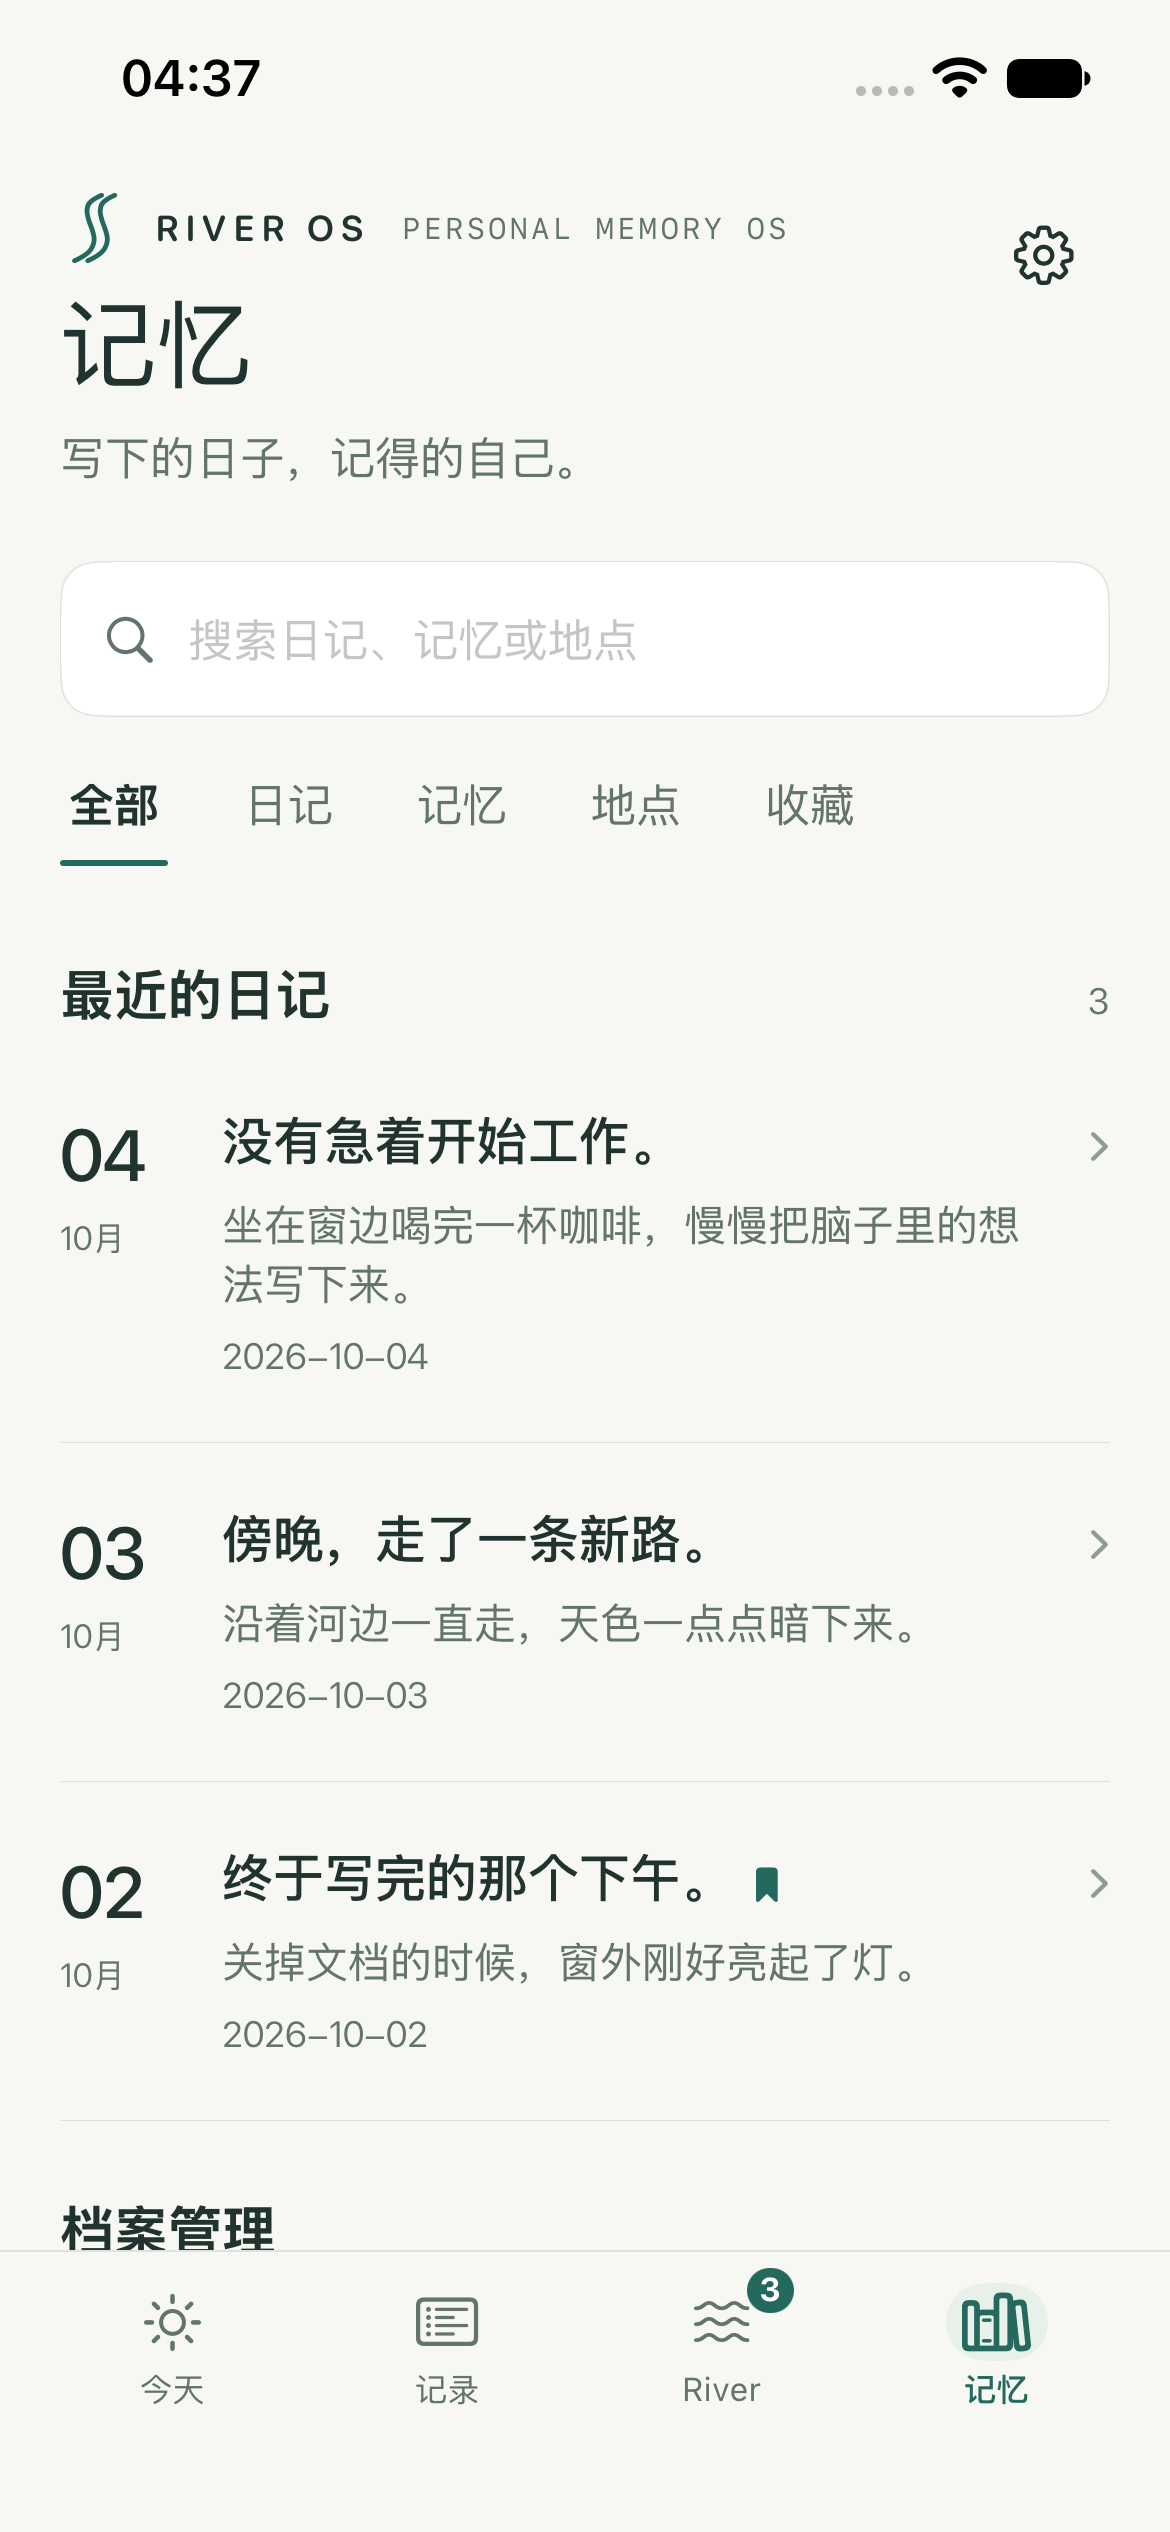 04:37
RIVER OS PERSONAL MEMORY OS
记忆
写下的日子，记得的自己。
搜索日记、记忆或地点
全部 日记 记忆 地点 收藏
最近的日记 3
04 没有急着开始工作。
10月 坐在窗边喝完一杯咖啡，慢慢把脑子里的想
法写下来。
2026-10-04
03 傍晚，走了一条新路。
10月 沿着河边一直走，天色一点点暗下来。
2026-10-03
02 终于写完的那个下午。
10月 关掉文档的时候，窗外刚好亮起了灯。
2026-10-02
档案管理
3
今天 记录 River 记忆